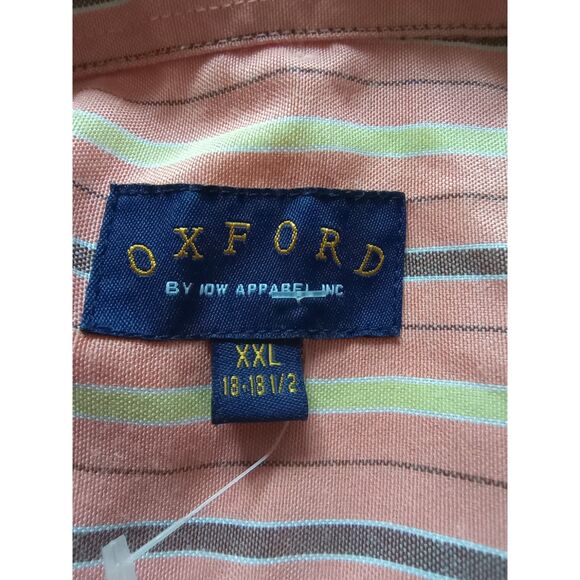 OXFORD
BY IOW APPAREL INC
XXL
18-18 1/2